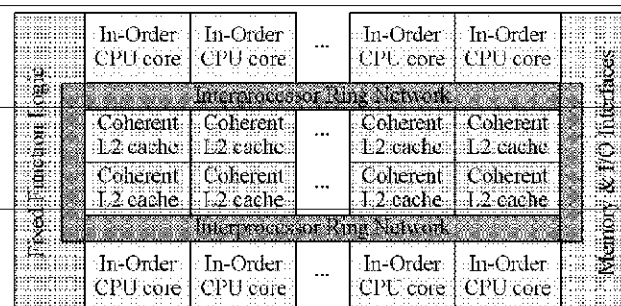 Fixed Function Logic
In-Order In-Order ... In-Order In-Order
CPU core CPU core CPU core CPU core
Interprocessor Ring Network
Coherent Coherent ... Coherent Coherent
L2 cache L2 cache L2 cache L2 cache
Coherent Coherent ... Coherent Coherent
L2 cache L2 cache L2 cache L2 cache
Interprocessor Ring Network
In-Order In-Order ... In-Order In-Order
CPU core CPU core CPU core CPU core
Memory & I/O Interfaces